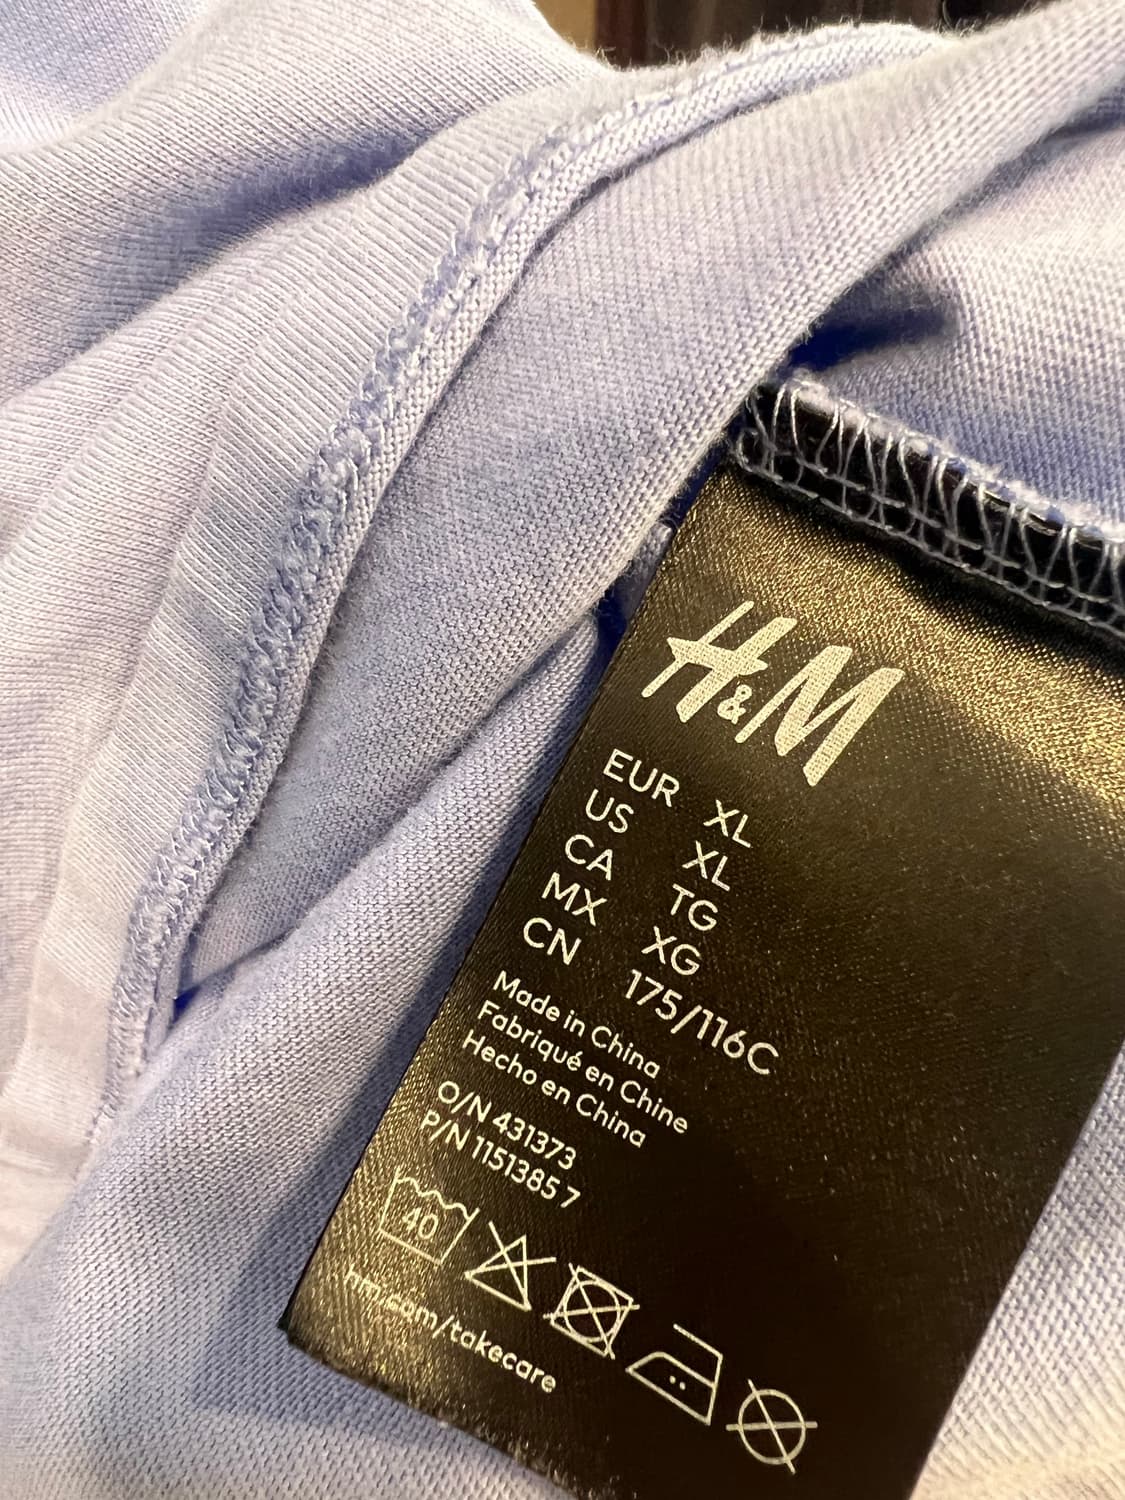 H&M
EUR XL
US XL
CA TG
MX XG
CN 175/116C
Made in China
Fabriqué en Chine
Hecho en China
O/N 431373
P/N 1151385 7
40
hm.com/takecare